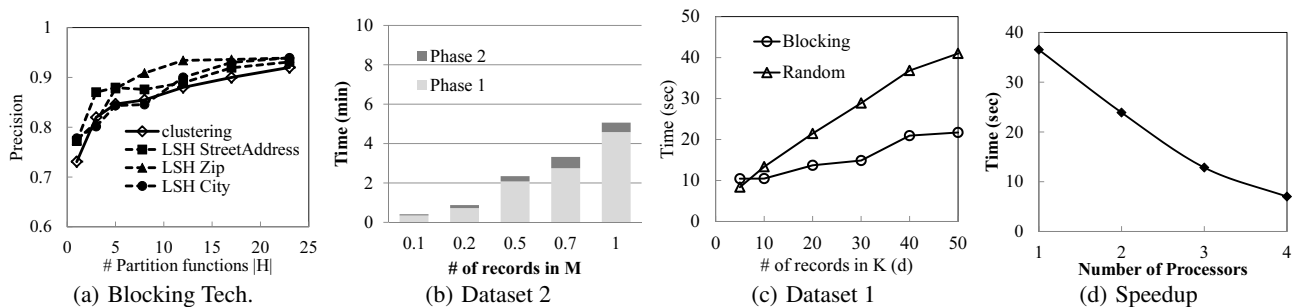 1
0.9
0.8
0.7
0.6
Precision
clustering
LSH StreetAddress
LSH Zip
LSH City
0 5 10 15 20 25
# Partition functions |H|
(a) Blocking Tech.
10
8
6
4
2
0
Time (min)
Phase 2
Phase 1
0.1 0.2 0.5 0.7 1
# of records in M
(b) Dataset 2
50
40
30
20
10
0
Time (sec)
Blocking
Random
0 10 20 30 40 50
# of records in K (d)
(c) Dataset 1
40
30
20
10
0
Time (sec)
1 2 3 4
Number of Processors
(d) Speedup